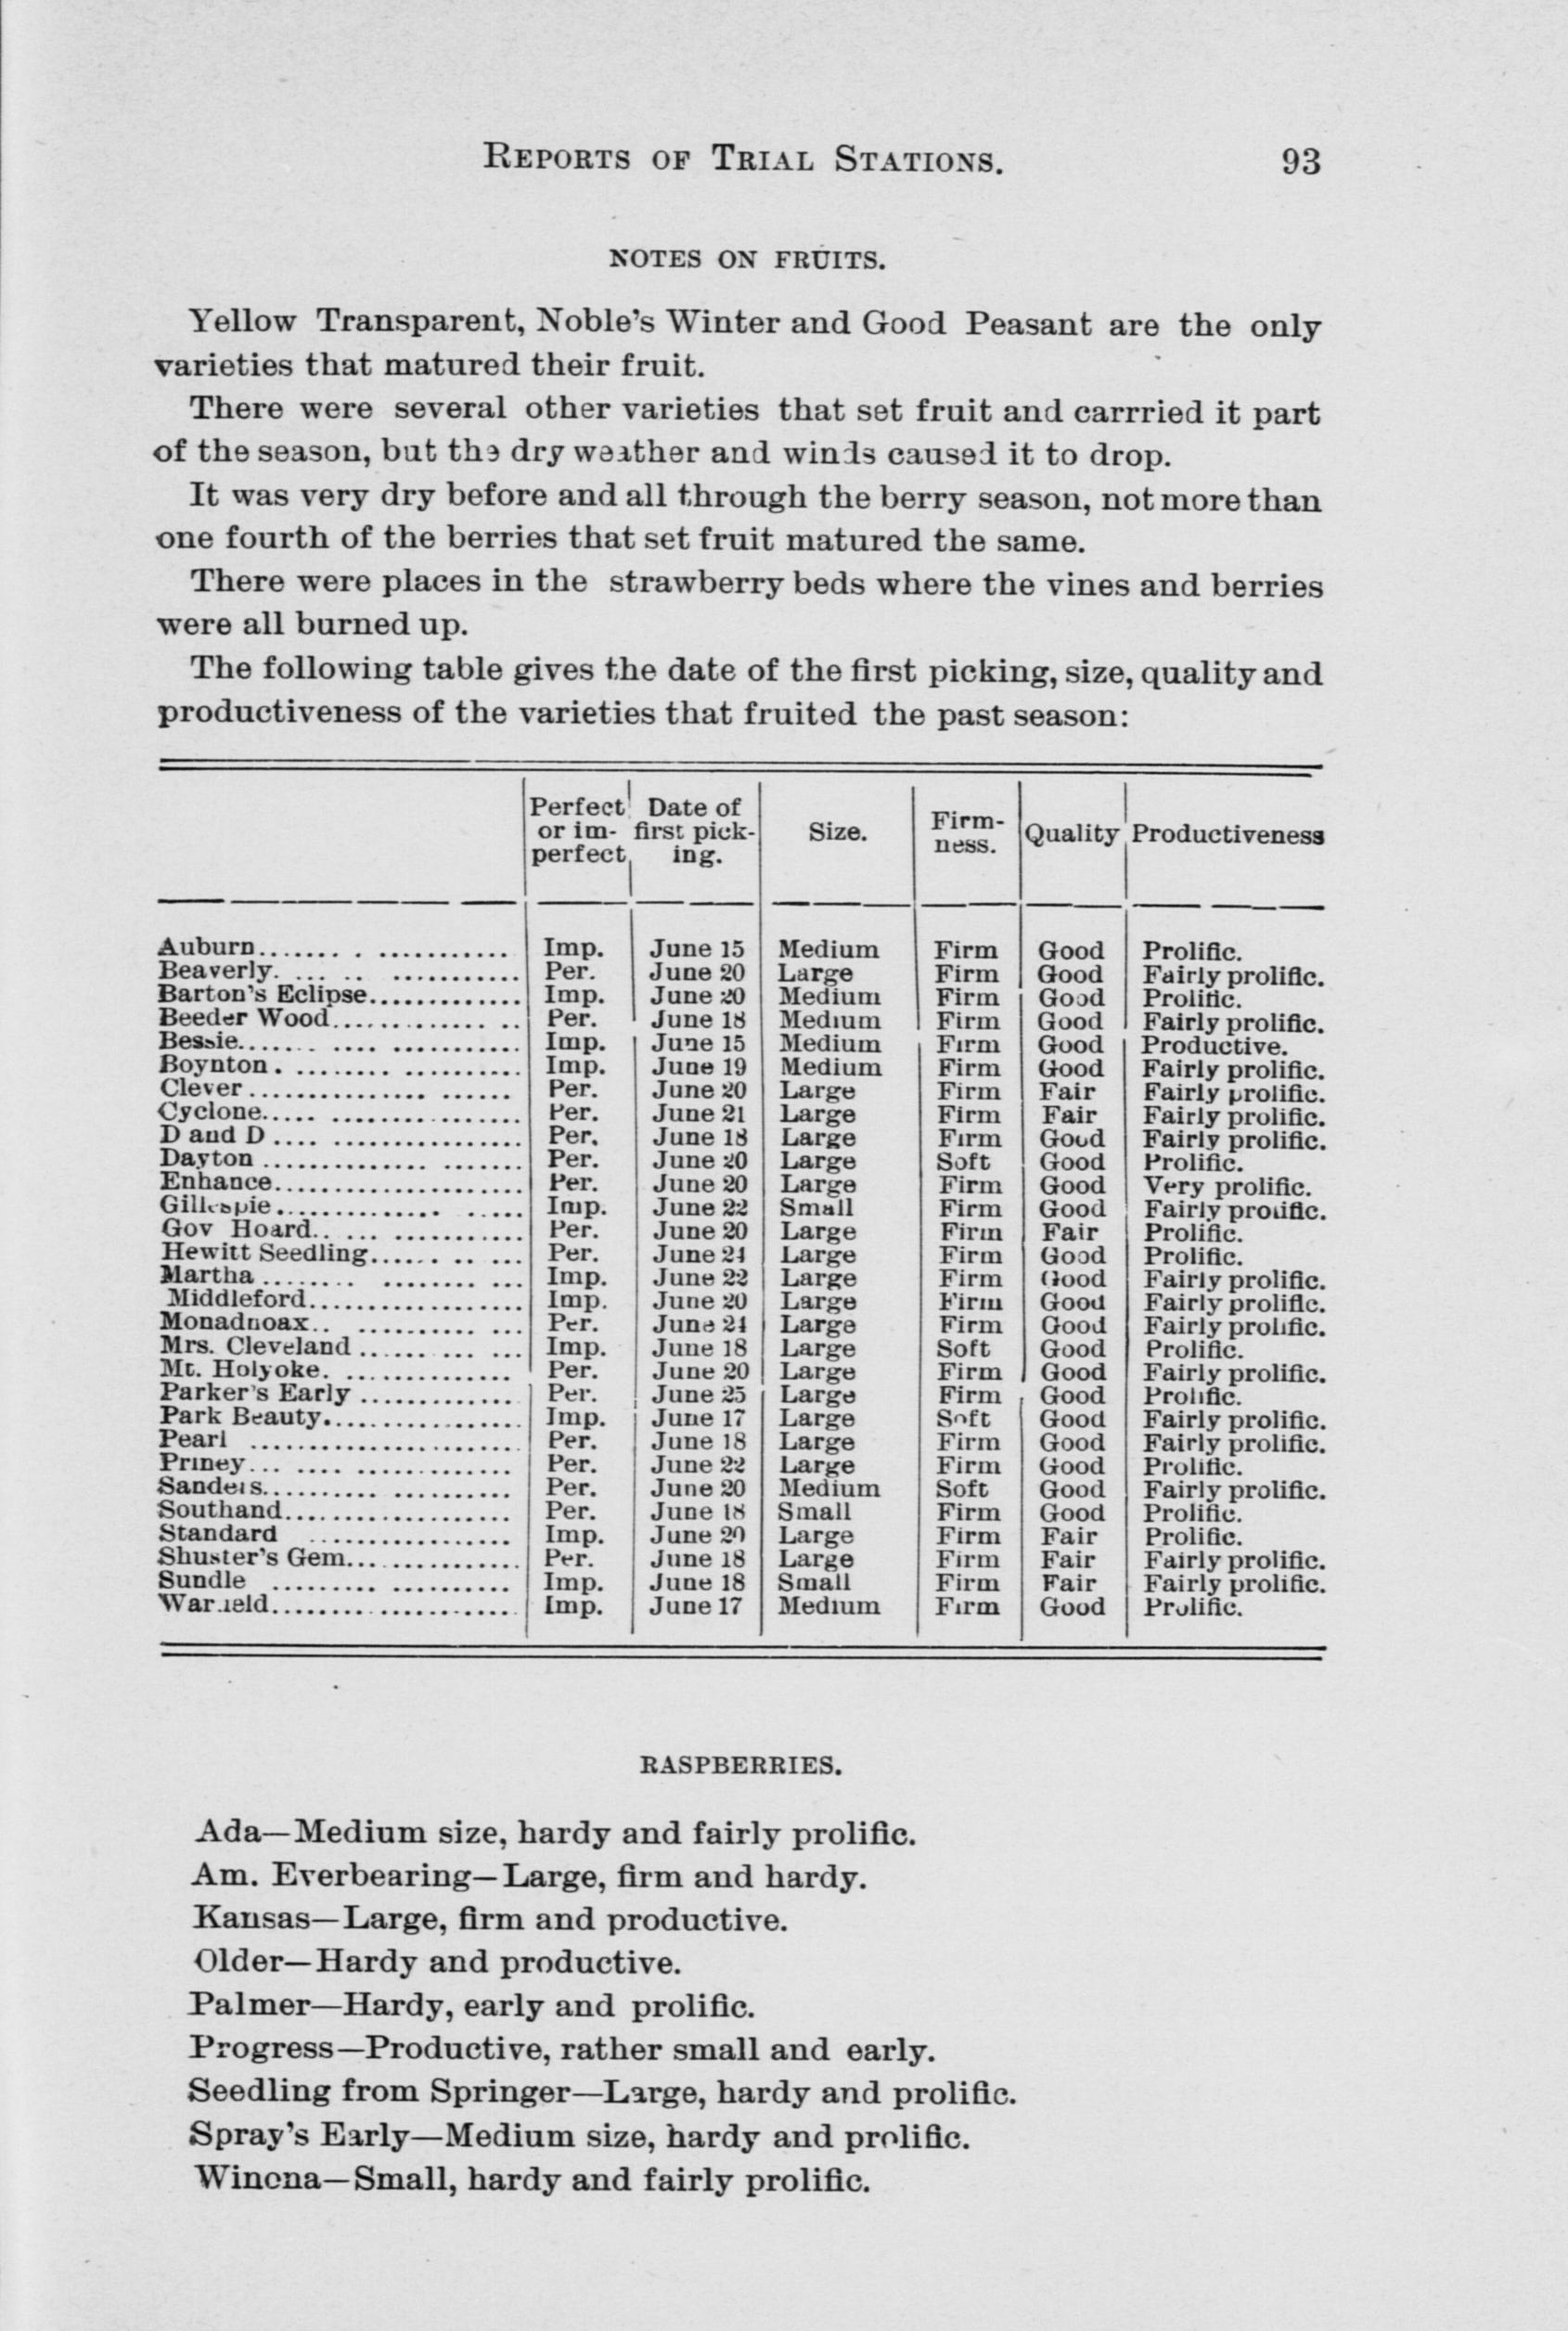 REPORTS OF TRIAL STATIONS. 93
NOTES ON FRUITS.
Yellow Transparent, Noble's Winter and Good Peasant are the only
varieties that matured their fruit.
There were several other varieties that set fruit and carrried it part
of the season, but the dry weather and winds caused it to drop.
It was very dry before and all through the berry season, not more than
one fourth of the berries that set fruit matured the same.
There were places in the strawberry beds where the vines and berries
were all burned up.
The following table gives the date of the first picking, size, quality and
productiveness of the varieties that fruited the past season:
Perfect or im- perfect Date of first pick- ing. Size. Firm- ness. Quality Productiveness
Auburn Imp. June 15 Medium Firm Good Prolific.
Beaverly Per. June 20 Large Firm Good Fairly prolific.
Barton's Eclipse Imp. June 20 Medium Firm Good Prolific.
Beeder Wood Per. June 18 Medium Firm Good Fairly prolific.
Bessie Imp. June 15 Medium Firm Good Productive.
Boynton Imp. June 19 Medium Firm Good Fairly prolific.
Clever Per. June 20 Large Firm Fair Fairly prolific.
Cyclone Per. June 21 Large Firm Fair Fairly prolific.
D and D Per. June 18 Large Firm Good Fairly prolific.
Dayton Per. June 20 Large Soft Good Prolific.
Enhance Per. June 20 Large Firm Good Very prolific.
Gillespie Imp. June 22 Small Firm Good Fairly prolific.
Gov Hoard Per. June 20 Large Firm Fair Prolific.
Hewitt Seedling Per. June Large Firm Good Prolific.
Martha Imp. June 22 Large Firm Good Fairly prolific.
Middleford Imp. June 20 Large Firm Good Fairly prolific.
Monadnoax Per. June Large Firm Good Fairly prolific.
Mrs. Cleveland Imp. June 18 Large Soft Good Prolific.
Mt. Holyoke Per. June 20 Large Firm Good Fairly prolific.
Parker's Early Per. June 25 Large Firm Good Prolific.
Park Beauty Imp. June 17 Large Soft Good Fairly prolific.
Pearl Per. June 18 Large Firm Good Fairly prolific.
Primey Per. June 22 Large Firm Good Prolific.
Sanders Per. June 20 Medium Soft Good Fairly prolific.
Southand Per. June 18 Small Firm Good Prolific.
Standard Imp. June 20 Large Firm Fair Prolific.
Shuster's Gem Per. June 18 Large Firm Fair Fairly prolific.
Sundle Imp. June 18 Small Firm Fair Fairly prolific.
Warfield Imp. June 17 Medium Firm Good Prolific.
RASPBERRIES.
Ada—Medium size, hardy and fairly prolific.
Am. Everbearing—Large, firm and hardy.
Kansas—Large, firm and productive.
Older—Hardy and productive.
Palmer—Hardy, early and prolific.
Progress—Productive, rather small and early.
Seedling from Springer—Large, hardy and prolific.
Spray's Early—Medium size, hardy and prolific.
Winona—Small, hardy and fairly prolific.